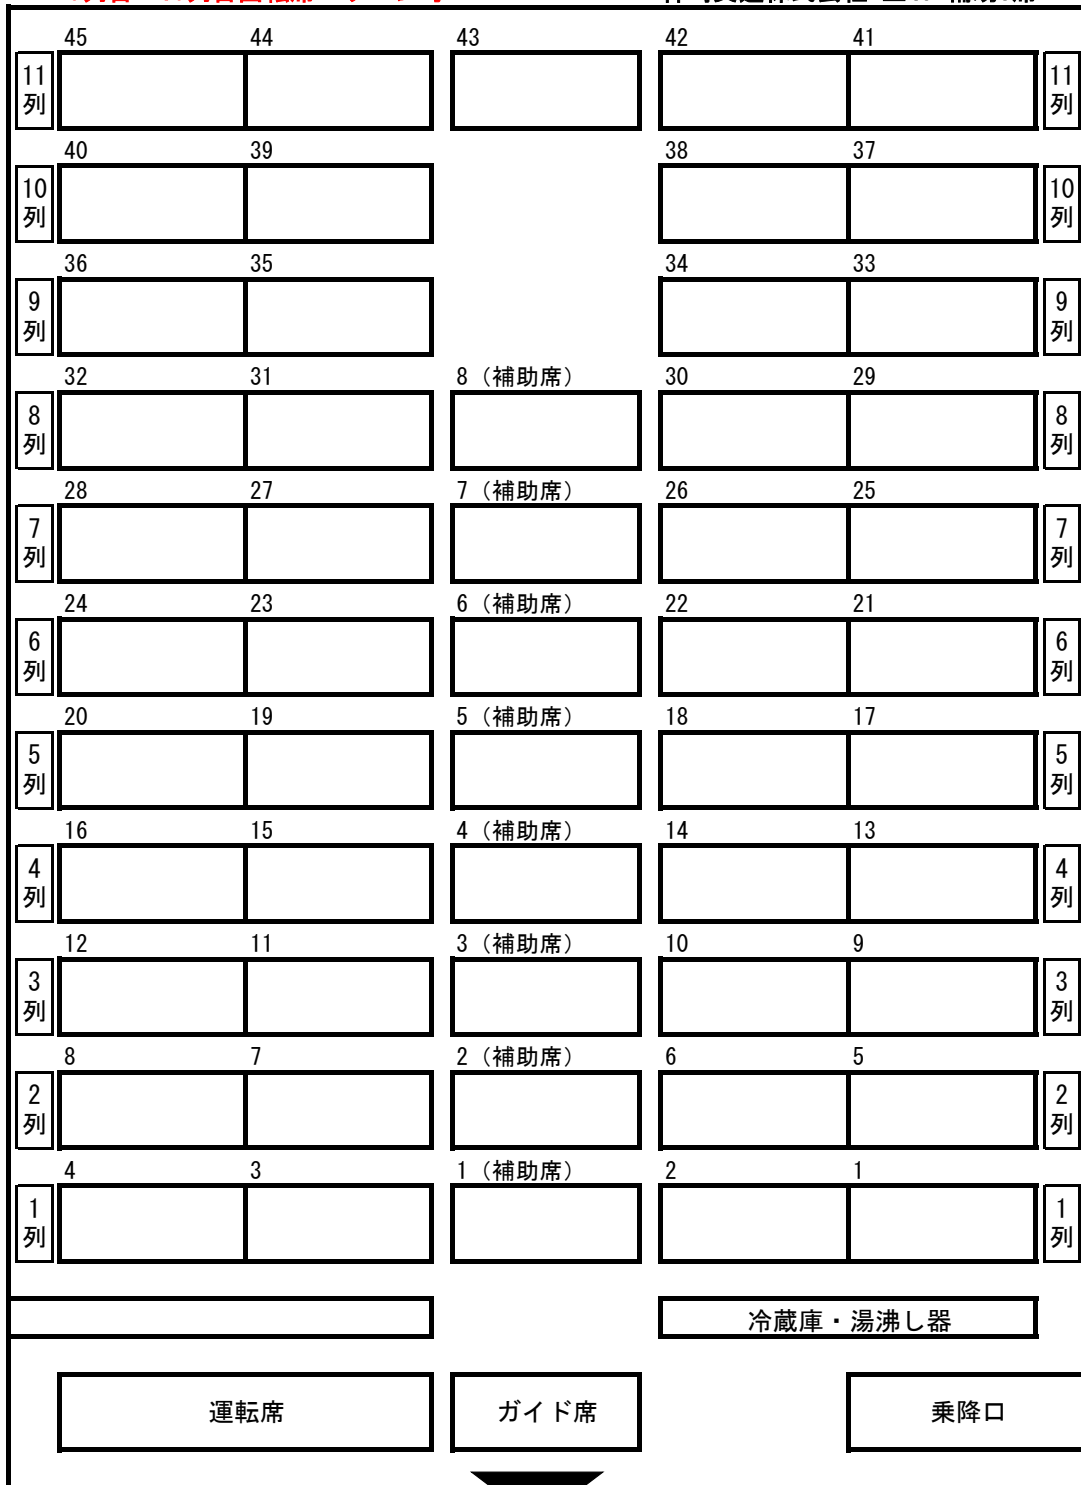 45 44 43 42 41
11列 11列
40 39 38 37
10列 10列
36 35 34 33
9列 9列
32 31 8（補助席） 30 29
8列 8列
28 27 7（補助席） 26 25
7列 7列
24 23 6（補助席） 22 21
6列 6列
20 19 5（補助席） 18 17
5列 5列
16 15 4（補助席） 14 13
4列 4列
12 11 3（補助席） 10 9
3列 3列
8 7 2（補助席） 6 5
2列 2列
4 3 1（補助席） 2 1
1列 1列
冷蔵庫・湯沸し器
運転席 ガイド席 乗降口